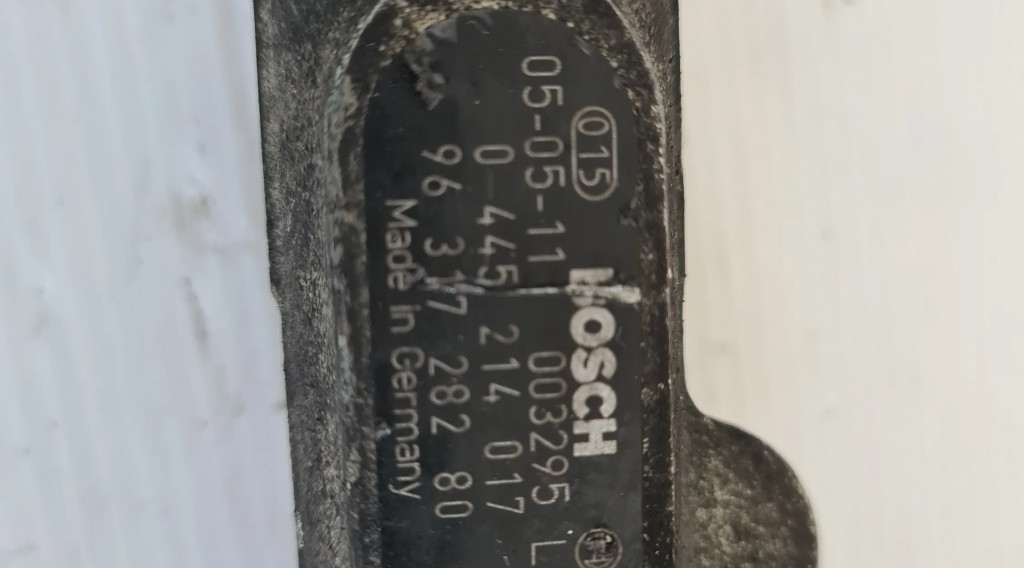 015 BOSCH
05-05-11 003295 L
0 445 214 017
96 317 282 80
Made in Germany